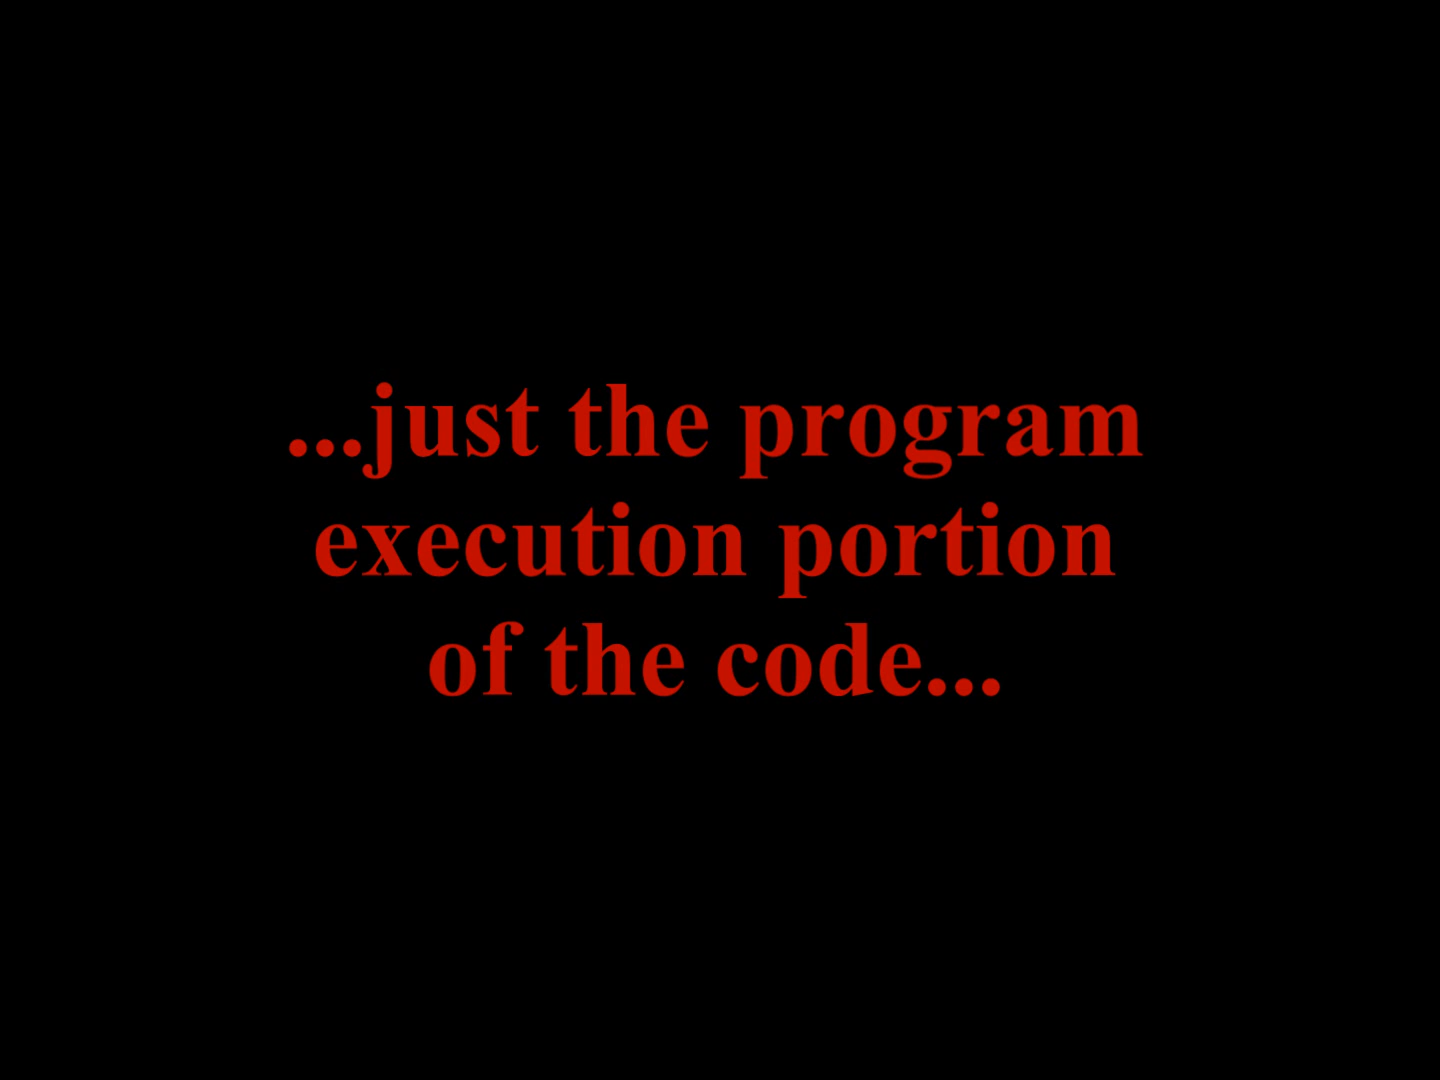 ...just the program
execution portion
of the code...